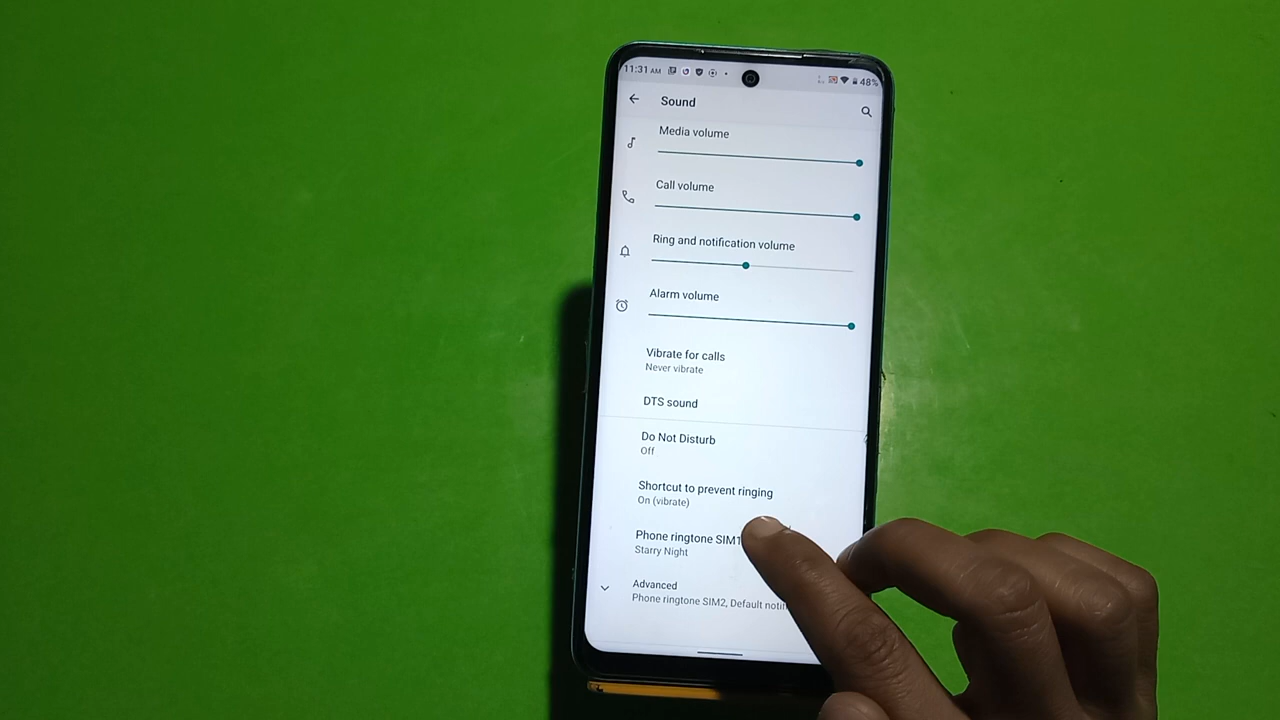 11:31 AM
48%
Sound
Media volume
Call volume
Ring and notification volume
Alarm volume
Vibrate for calls
Never vibrate
DTS sound
Do Not Disturb
Off
Shortcut to prevent ringing
On (vibrate)
Phone ringtone SIM1
Starry Night
Advanced
Phone ringtone SIM2, Default notif